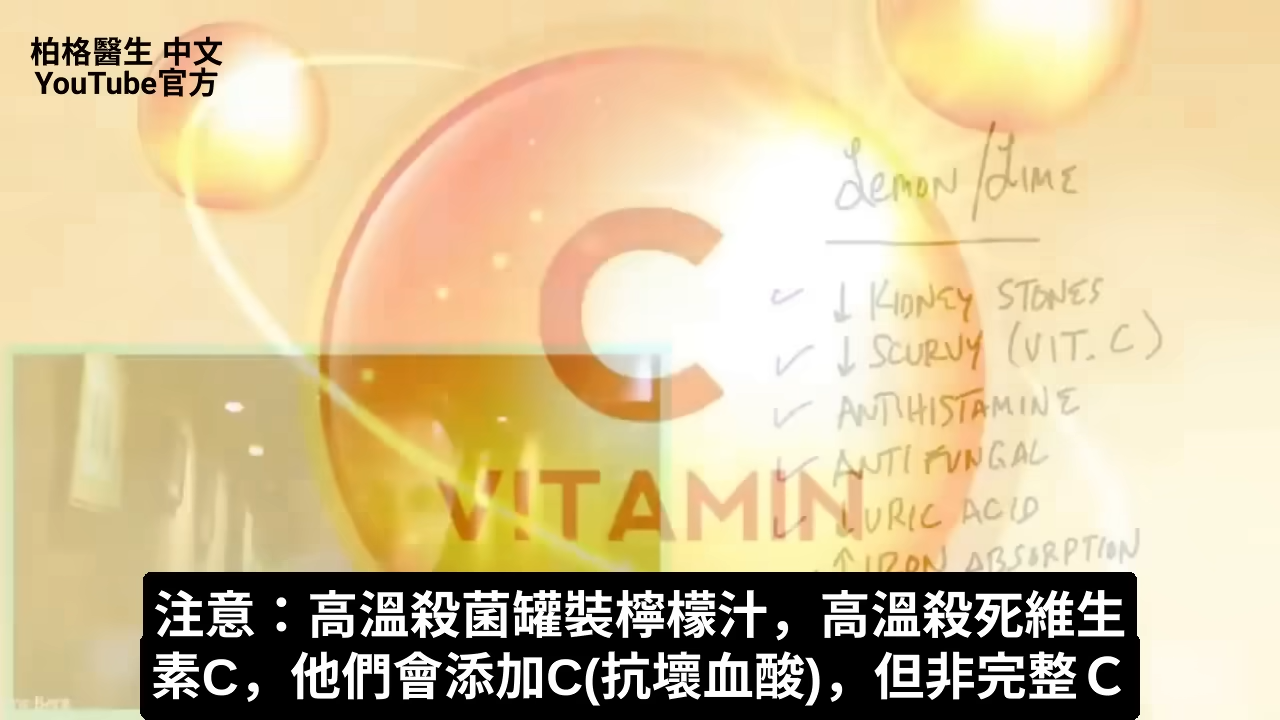 柏格醫生 中文
YouTube官方
Lemon/Lime
↓ KIDNEY STONES
↓ SCURVY (VIT. C)
ANTIHISTAMINE
ANTI FUNGAL
↓ URIC ACID
↑ IRON ABSORPTION
C
VITAMIN
注意：高溫殺菌罐裝檸檬汁，高溫殺死維生
素C，他們會添加C(抗壞血酸)，但非完整C